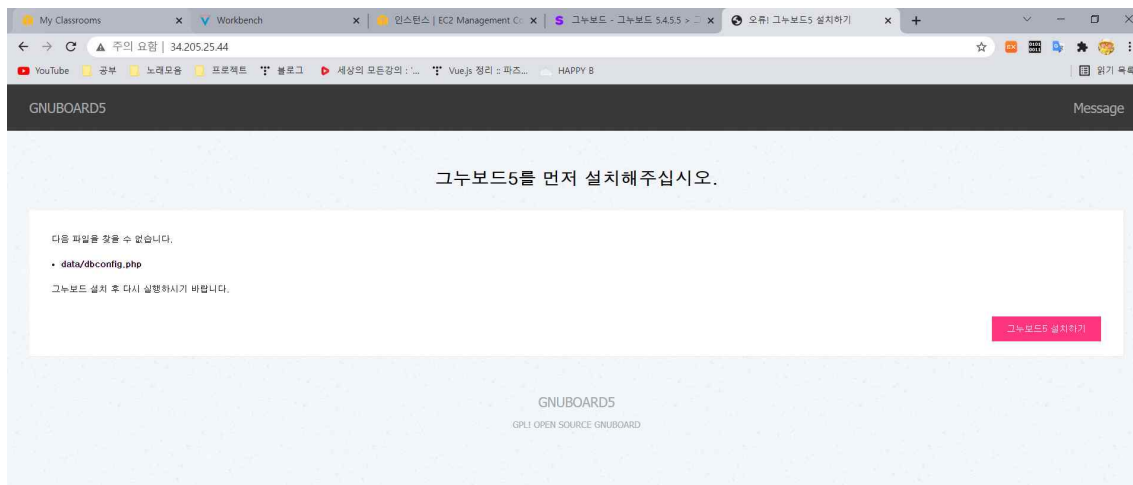 My Classrooms
Workbench
인스턴스 | EC2 Management Co
그누보드 - 그누보드 5.4.5.5 >
오류! 그누보드5 설치하기
주의 요함 | 34.205.25.44
YouTube 공부 노래모음 프로젝트 블로그 세상의 모든강의 : '... Vue.js 정리 :: 파즈... HAPPY B 읽기 목록
GNUBOARD5 Message
그누보드5를 먼저 설치해주십시오.
다음 파일을 찾을 수 없습니다.
• data/dbconfig.php
그누보드 설치 후 다시 실행하시기 바랍니다.
그누보드5 설치하기
GNUBOARD5
GPL! OPEN SOURCE GNUBOARD